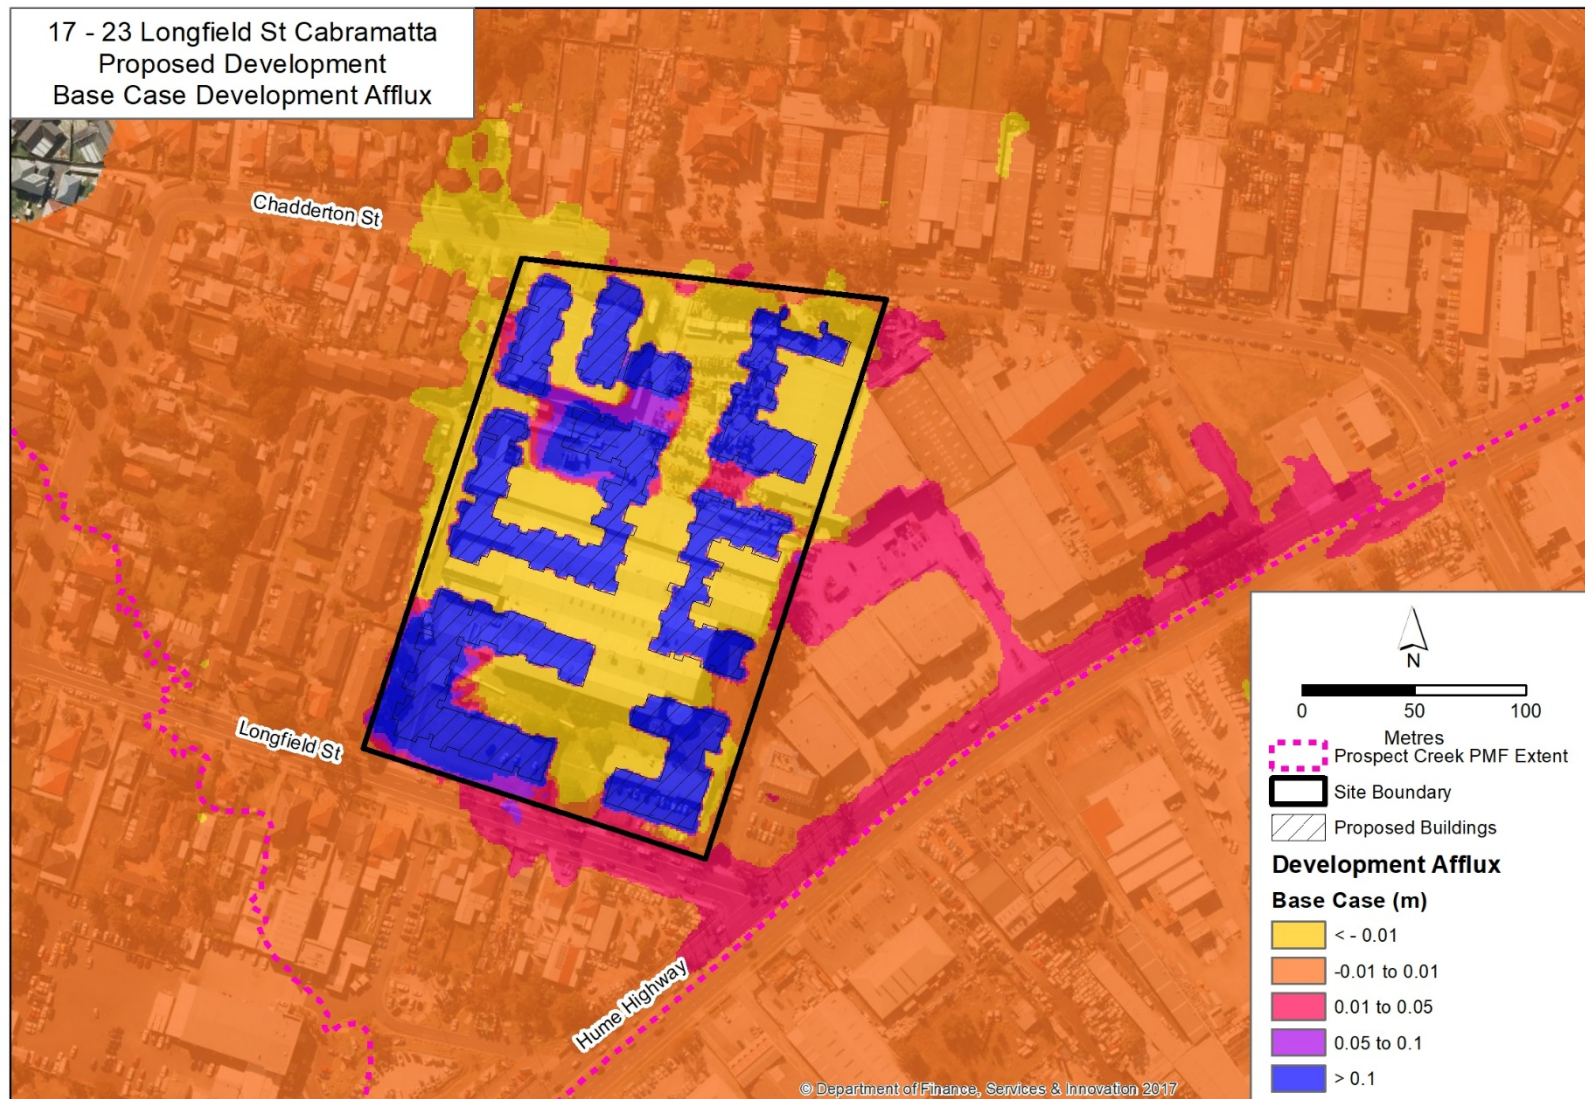 17 - 23 Longfield St Cabramatta
Proposed Development
Base Case Development Afflux
Chadderton St
Longfield St
Hume Highway
N
0 50 100
Metres
Prospect Creek PMF Extent
Site Boundary
Proposed Buildings
Development Afflux
Base Case (m)
< - 0.01
-0.01 to 0.01
0.01 to 0.05
0.05 to 0.1
> 0.1
© Department of Finance, Services & Innovation 2017